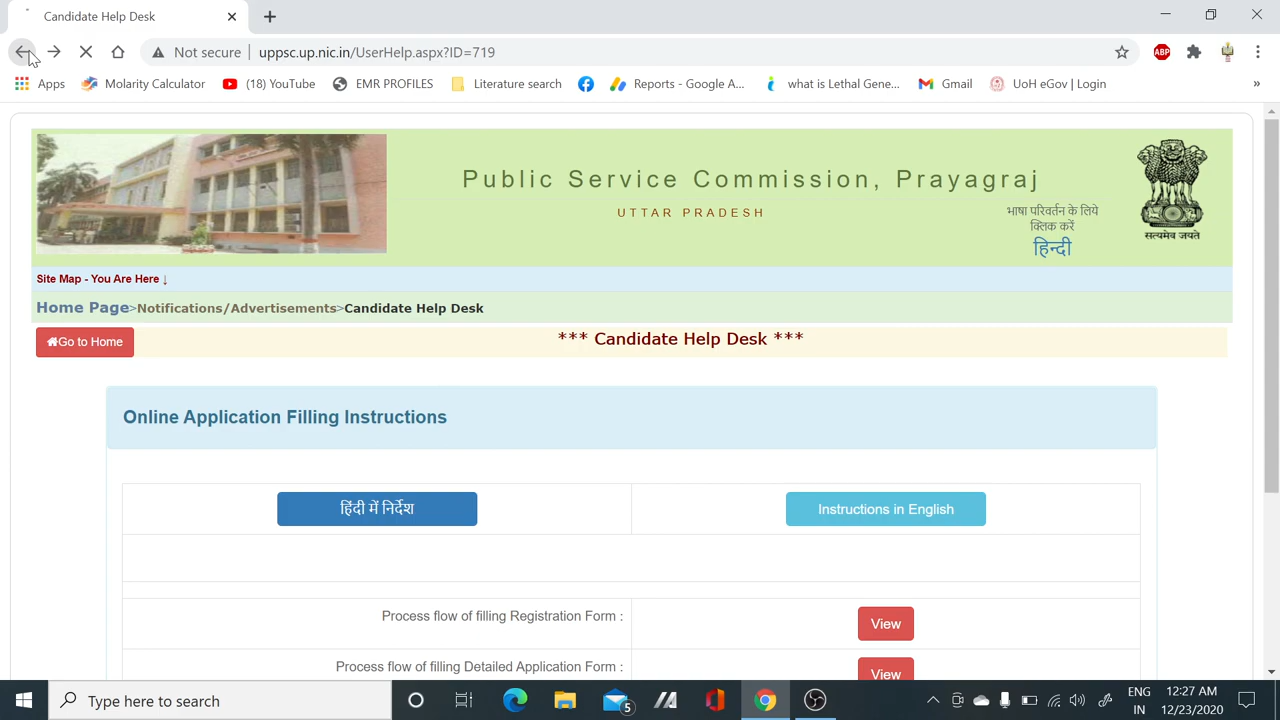 Candidate Help Desk
Not secure uppsc.up.nic.in/UserHelp.aspx?ID=719
ABP
Apps Molarity Calculator (18) YouTube EMR PROFILES Literature search Reports - Google A... what is Lethal Gene... Gmail UoH eGov | Login »
Public Service Commission, Prayagraj
UTTAR PRADESH
भाषा परिवर्तन के लिये
क्लिक करें
हिन्दी
सत्यमेव जयते
Site Map - You Are Here ↓
Home Page>Notifications/Advertisements>Candidate Help Desk
Go to Home
*** Candidate Help Desk ***
Online Application Filling Instructions
हिंदी में निर्देश
Instructions in English
Process flow of filling Registration Form :
View
Process flow of filling Detailed Application Form :
View
Type here to search
5
ENG
IN
12:27 AM
12/23/2020